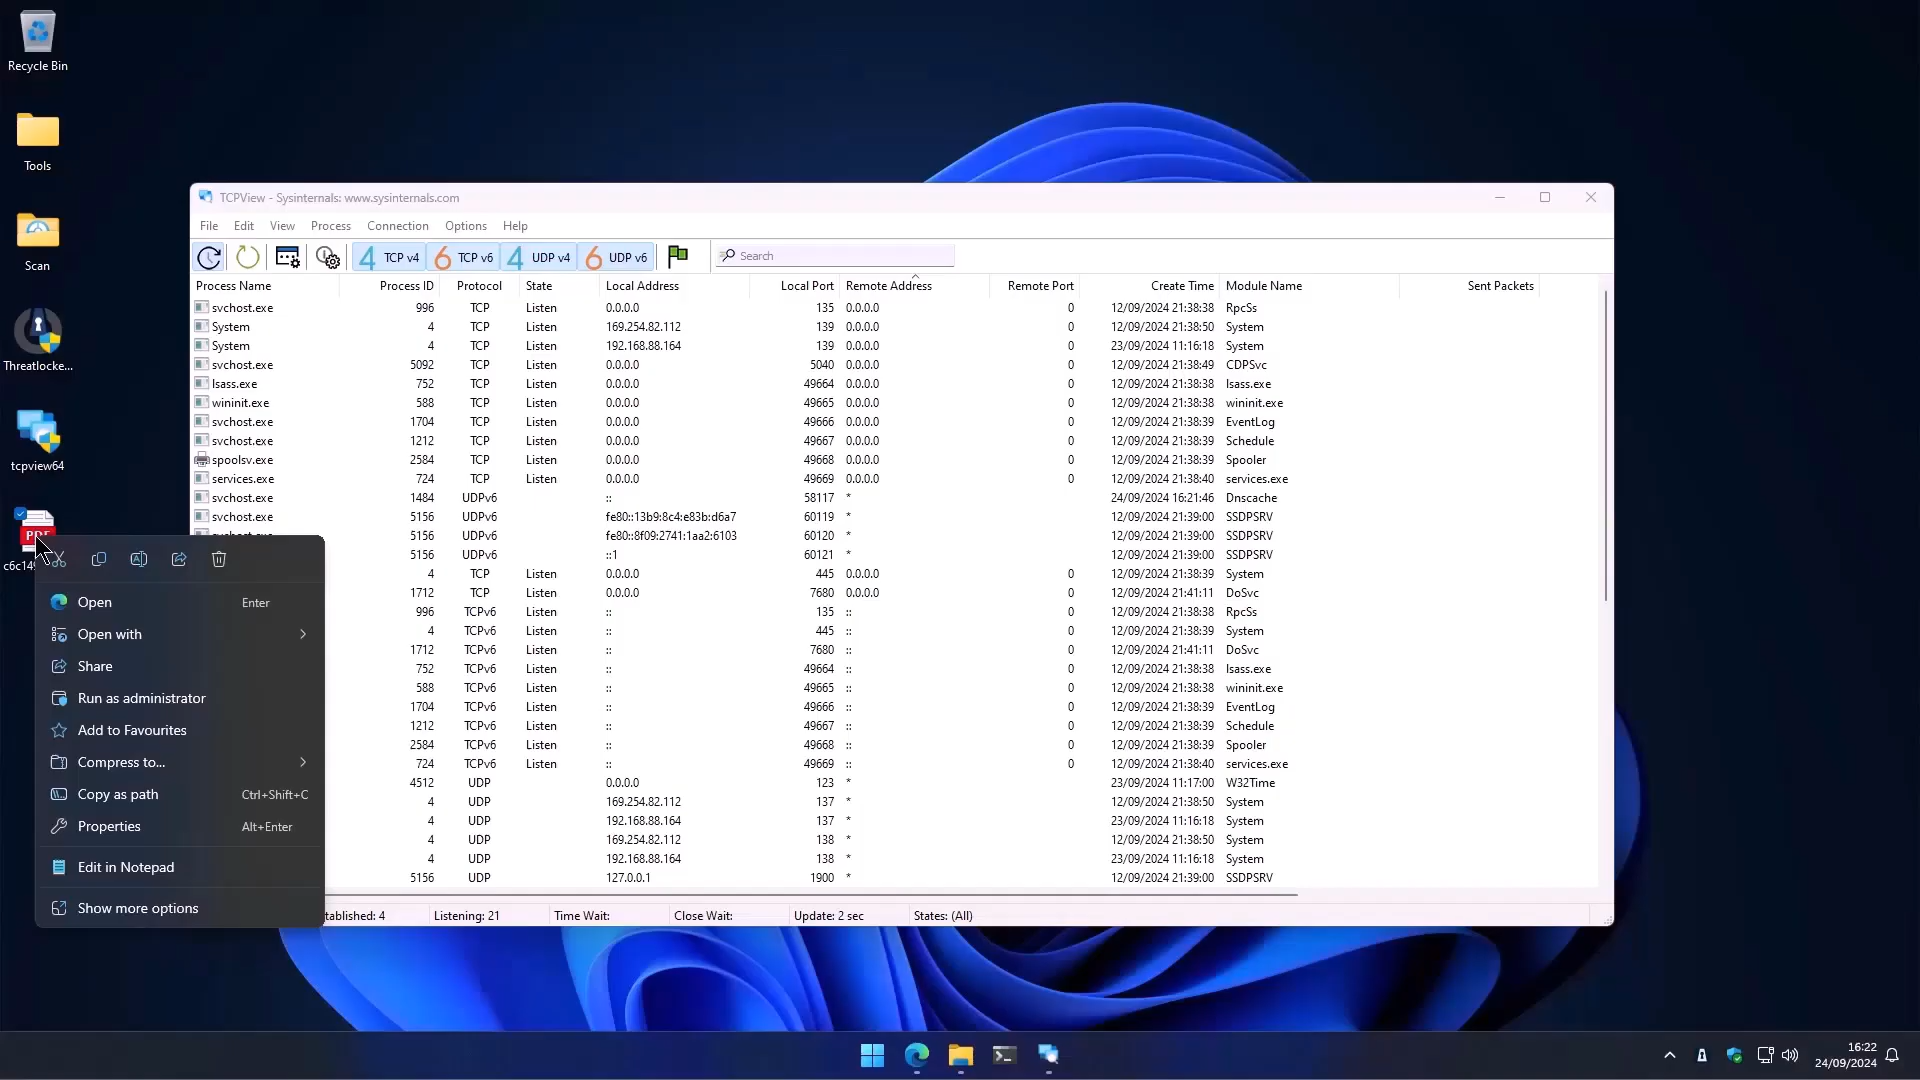 Recycle Bin
Tools
Scan
Threatlocke...
tcpview64
PDF
TCPView - Sysinternals: www.sysinternals.com
File Edit View Process Connection Options Help
4 TCP v4 6 TCP v6 4 UDP v4 6 UDP v6 Search
Process Name Process ID Protocol State Local Address Local Port Remote Address Remote Port Create Time Module Name Sent Packets
svchost.exe 996 TCP Listen 0.0.0.0 135 0.0.0.0 0 12/09/2024 21:38:38 RpcSs
System 4 TCP Listen 169.254.82.112 139 0.0.0.0 0 12/09/2024 21:38:50 System
System 4 TCP Listen 192.168.88.164 139 0.0.0.0 0 23/09/2024 11:16:18 System
svchost.exe 5092 TCP Listen 0.0.0.0 5040 0.0.0.0 0 12/09/2024 21:38:49 CDPSvc
lsass.exe 752 TCP Listen 0.0.0.0 49664 0.0.0.0 0 12/09/2024 21:38:38 lsass.exe
wininit.exe 588 TCP Listen 0.0.0.0 49665 0.0.0.0 0 12/09/2024 21:38:38 wininit.exe
svchost.exe 1704 TCP Listen 0.0.0.0 49666 0.0.0.0 0 12/09/2024 21:38:39 EventLog
svchost.exe 1212 TCP Listen 0.0.0.0 49667 0.0.0.0 0 12/09/2024 21:38:39 Schedule
spoolsv.exe 2584 TCP Listen 0.0.0.0 49668 0.0.0.0 0 12/09/2024 21:38:39 Spooler
services.exe 724 TCP Listen 0.0.0.0 49669 0.0.0.0 0 12/09/2024 21:38:40 services.exe
svchost.exe 1484 UDPv6 :: 58117 * 24/09/2024 16:21:46 Dnscache
svchost.exe 5156 UDPv6 fe80::13b9:8c4:e83b:d6a7 60119 * 12/09/2024 21:39:00 SSDPSRV
5156 UDPv6 fe80::8f09:2741:1aa2:6103 60120 * 12/09/2024 21:39:00 SSDPSRV
5156 UDPv6 ::1 60121 * 12/09/2024 21:39:00 SSDPSRV
4 TCP Listen 0.0.0.0 445 0.0.0.0 0 12/09/2024 21:38:39 System
1712 TCP Listen 0.0.0.0 7680 0.0.0.0 0 12/09/2024 21:41:11 DoSvc
996 TCPv6 Listen :: 135 :: 0 12/09/2024 21:38:38 RpcSs
4 TCPv6 Listen :: 445 :: 0 12/09/2024 21:38:39 System
1712 TCPv6 Listen :: 7680 :: 0 12/09/2024 21:41:11 DoSvc
752 TCPv6 Listen :: 49664 :: 0 12/09/2024 21:38:38 lsass.exe
588 TCPv6 Listen :: 49665 :: 0 12/09/2024 21:38:38 wininit.exe
1704 TCPv6 Listen :: 49666 :: 0 12/09/2024 21:38:39 EventLog
1212 TCPv6 Listen :: 49667 :: 0 12/09/2024 21:38:39 Schedule
2584 TCPv6 Listen :: 49668 :: 0 12/09/2024 21:38:39 Spooler
724 TCPv6 Listen :: 49669 :: 0 12/09/2024 21:38:40 services.exe
4512 UDP 0.0.0.0 123 * 23/09/2024 11:17:00 W32Time
4 UDP 169.254.82.112 137 * 12/09/2024 21:38:50 System
4 UDP 192.168.88.164 137 * 23/09/2024 11:16:18 System
4 UDP 169.254.82.112 138 * 12/09/2024 21:38:50 System
4 UDP 192.168.88.164 138 * 23/09/2024 11:16:18 System
5156 UDP 127.0.0.1 1900 * 12/09/2024 21:39:00 SSDPSRV
tablished: 4 Listening: 21 Time Wait: Close Wait: Update: 2 sec States: (All)
Open Enter
Open with
Share
Run as administrator
Add to Favourites
Compress to...
Copy as path Ctrl+Shift+C
Properties Alt+Enter
Edit in Notepad
Show more options
16:22
24/09/2024